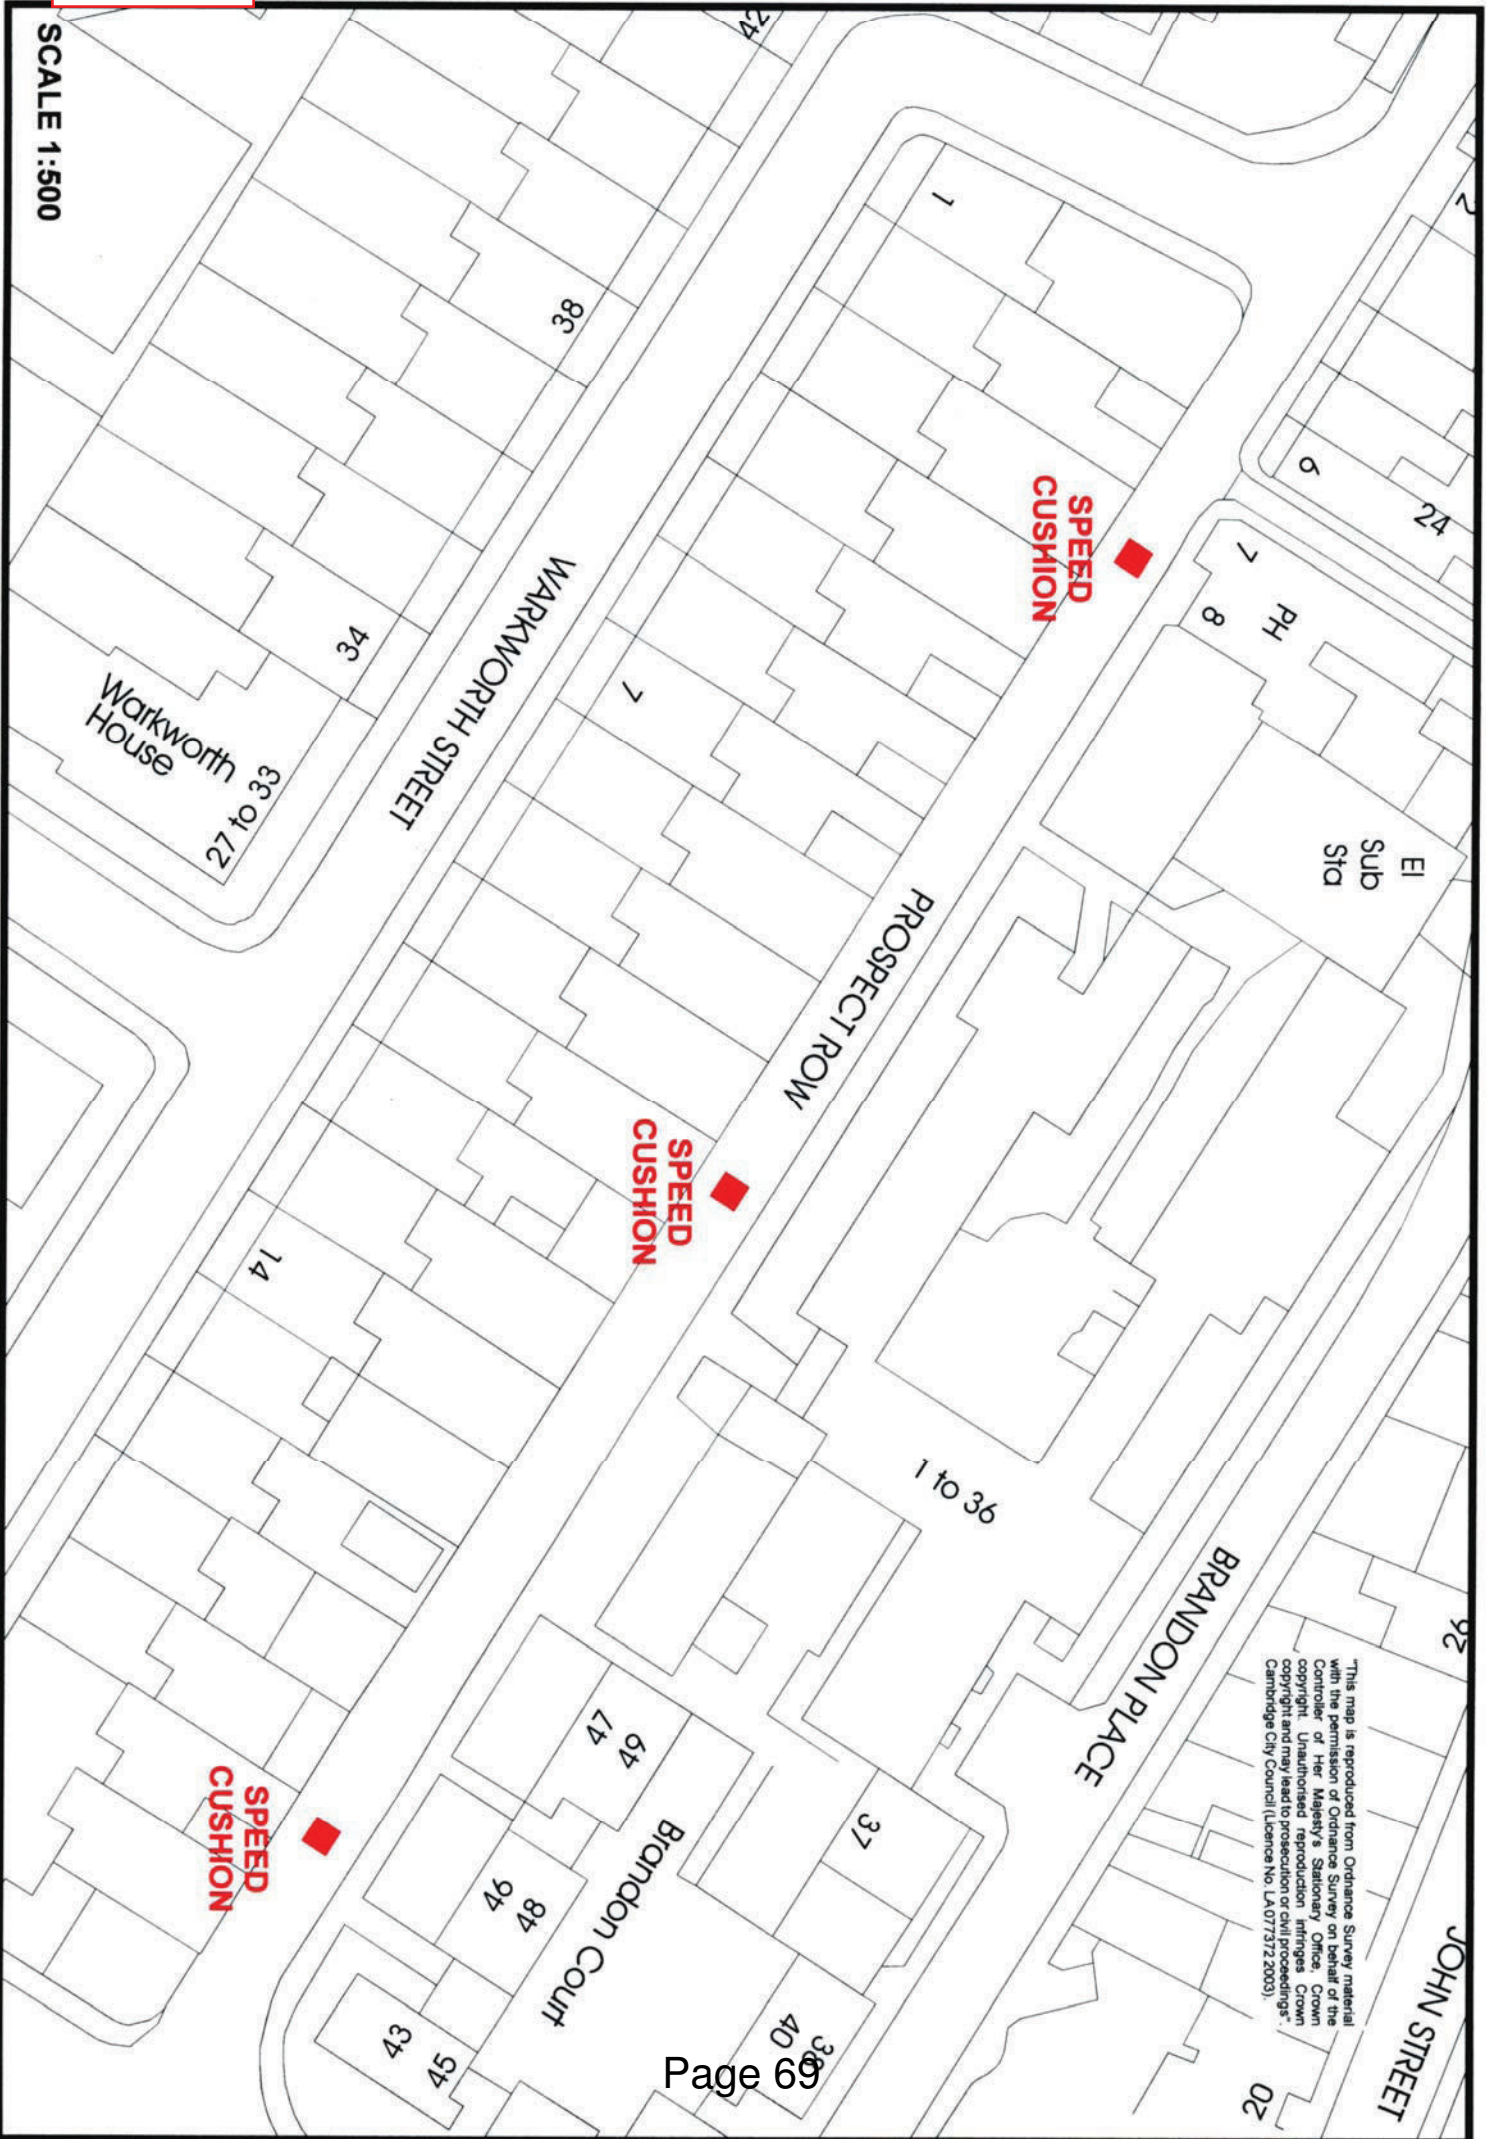 SCALE 1:500
42
38
34
Warkworth
House
27 to 33
WARKWORTH STREET
1
7
14
2
6
24
7
8
PH
El
Sub
Sta
SPEED
CUSHION
PROSPECT ROW
SPEED
CUSHION
SPEED
CUSHION
1 to 36
BRANDON PLACE
47
49
46
48
Brandon Court
43
45
37
38
40
26
20
JOHN STREET
"This map is reproduced from Ordnance Survey material
with the permission of Ordnance Survey on behalf of the
Controller of Her Majesty's Stationary Office, Crown
copyright. Unauthorised reproduction infringes Crown
copyright and may lead to prosecution or civil proceedings".
Cambridge City Council (Licence No. LA 077372 2003).
Page 69